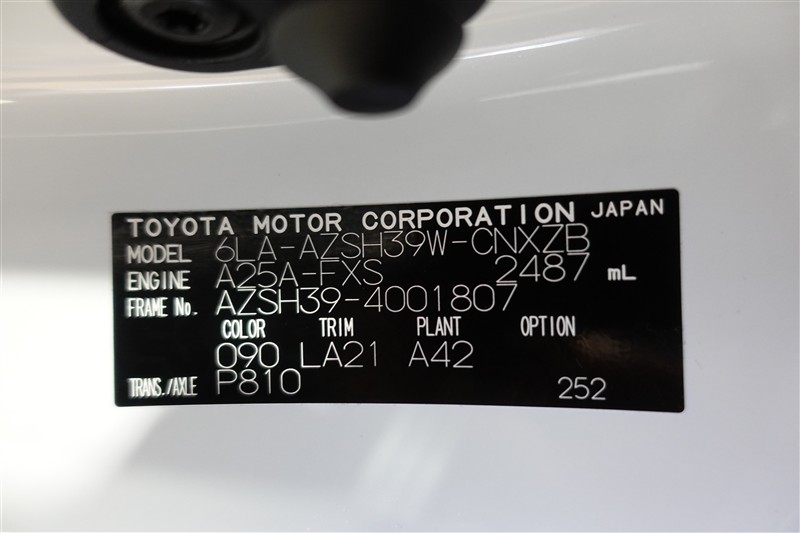 TOYOTA MOTOR CORPORATION JAPAN
MODEL 6LA-AZSH39W-CNXZB
ENGINE A25A-FXS 2487 mL
FRAME No. AZSH39-4001807
COLOR TRIM PLANT OPTION
090 LA21 A42
TRANS./AXLE P810 252